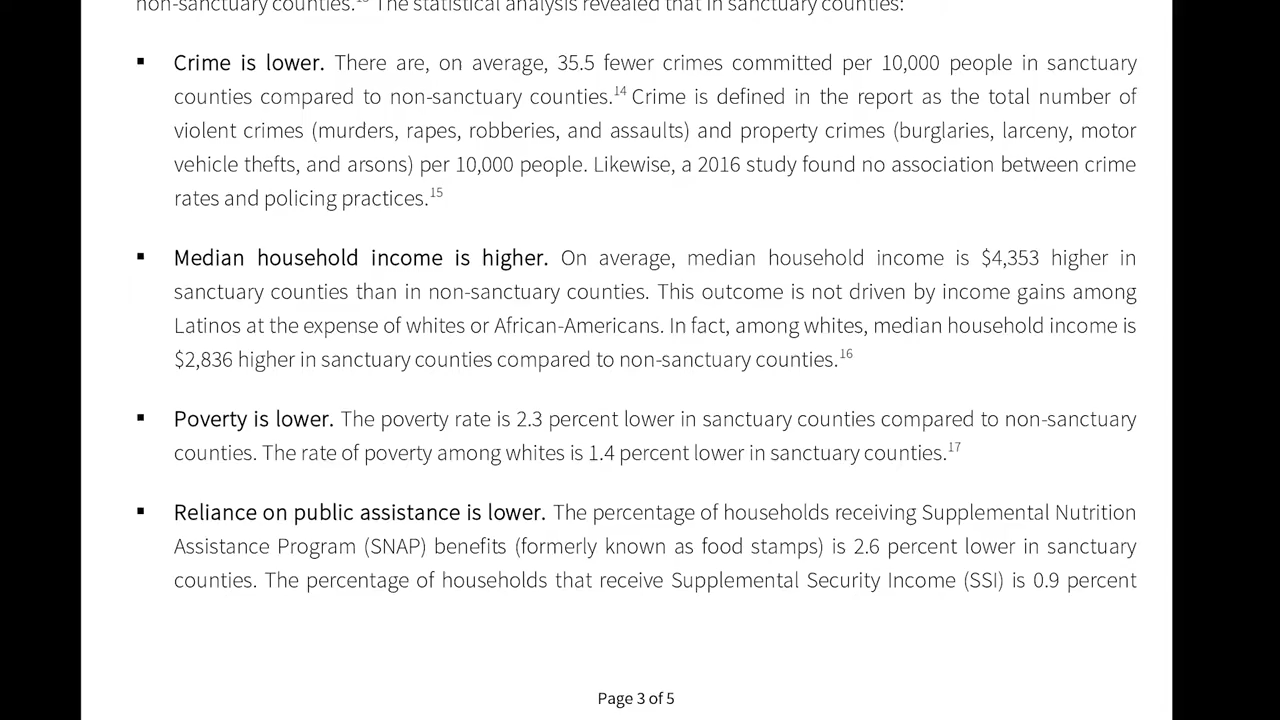 non-sanctuary counties.13 The statistical analysis revealed that in sanctuary counties:
▪ Crime is lower. There are, on average, 35.5 fewer crimes committed per 10,000 people in sanctuary
counties compared to non-sanctuary counties.14 Crime is defined in the report as the total number of
violent crimes (murders, rapes, robberies, and assaults) and property crimes (burglaries, larceny, motor
vehicle thefts, and arsons) per 10,000 people. Likewise, a 2016 study found no association between crime
rates and policing practices.15
▪ Median household income is higher. On average, median household income is $4,353 higher in
sanctuary counties than in non-sanctuary counties. This outcome is not driven by income gains among
Latinos at the expense of whites or African-Americans. In fact, among whites, median household income is
$2,836 higher in sanctuary counties compared to non-sanctuary counties.16
▪ Poverty is lower. The poverty rate is 2.3 percent lower in sanctuary counties compared to non-sanctuary
counties. The rate of poverty among whites is 1.4 percent lower in sanctuary counties.17
▪ Reliance on public assistance is lower. The percentage of households receiving Supplemental Nutrition
Assistance Program (SNAP) benefits (formerly known as food stamps) is 2.6 percent lower in sanctuary
counties. The percentage of households that receive Supplemental Security Income (SSI) is 0.9 percent
Page 3 of 5